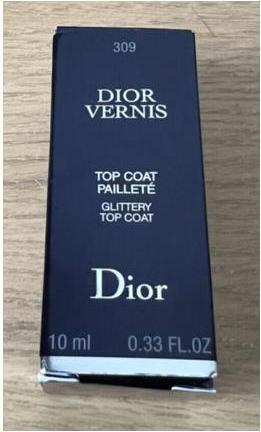 309
DIOR
VERNIS
TOP COAT
PAILLETÉ
GLITTERY
TOP COAT
Dior
10 ml 0.33 FL.OZ